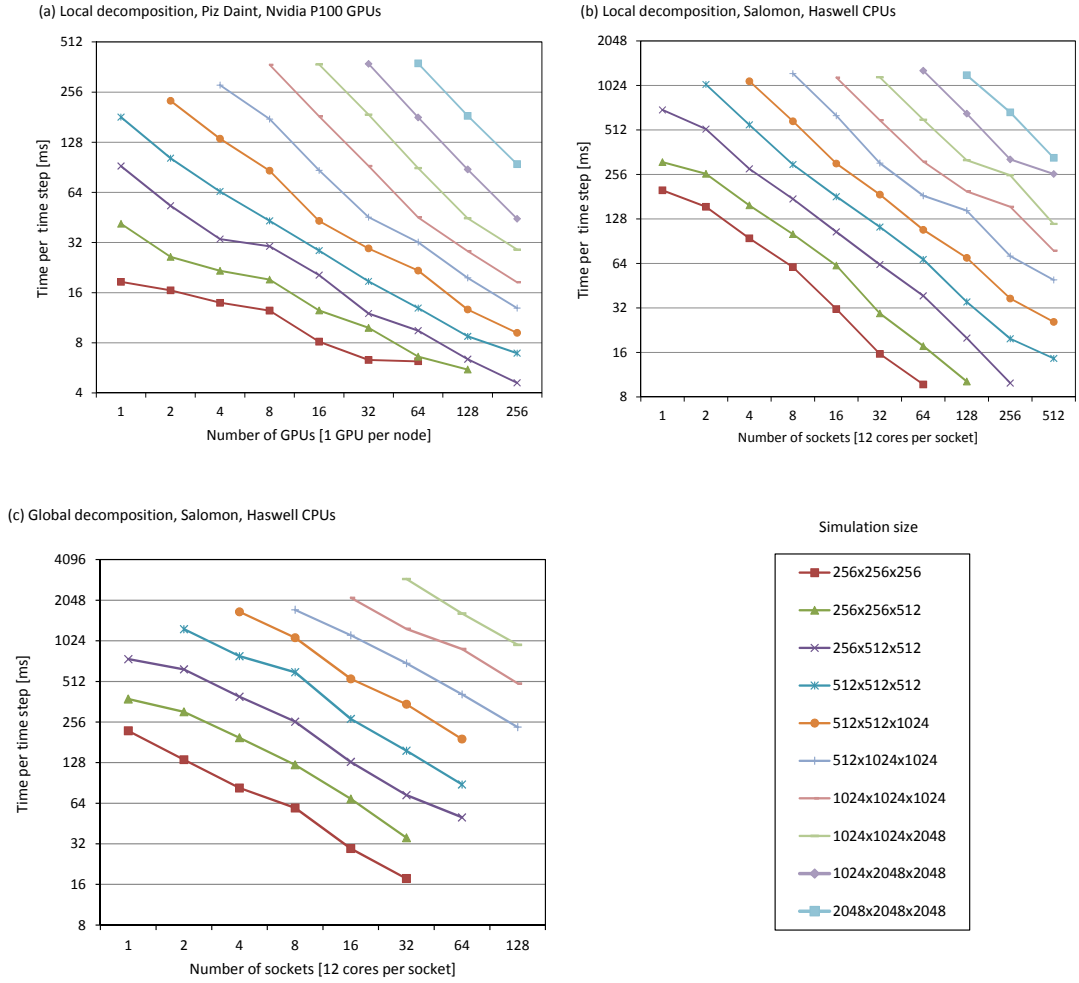 (a) Local decomposition, Piz Daint, Nvidia P100 GPUs
Time per time step [ms]
512
256
128
64
32
16
8
4
1 2 4 8 16 32 64 128 256
Number of GPUs [1 GPU per node]
(b) Local decomposition, Salomon, Haswell CPUs
Time per time step [ms]
2048
1024
512
256
128
64
32
16
8
1 2 4 8 16 32 64 128 256 512
Number of sockets [12 cores per socket]
(c) Global decomposition, Salomon, Haswell CPUs
Time per time step [ms]
4096
2048
1024
512
256
128
64
32
16
8
1 2 4 8 16 32 64 128
Number of sockets [12 cores per socket]
Simulation size
256x256x256
256x256x512
256x512x512
512x512x512
512x512x1024
512x1024x1024
1024x1024x1024
1024x1024x2048
1024x2048x2048
2048x2048x2048